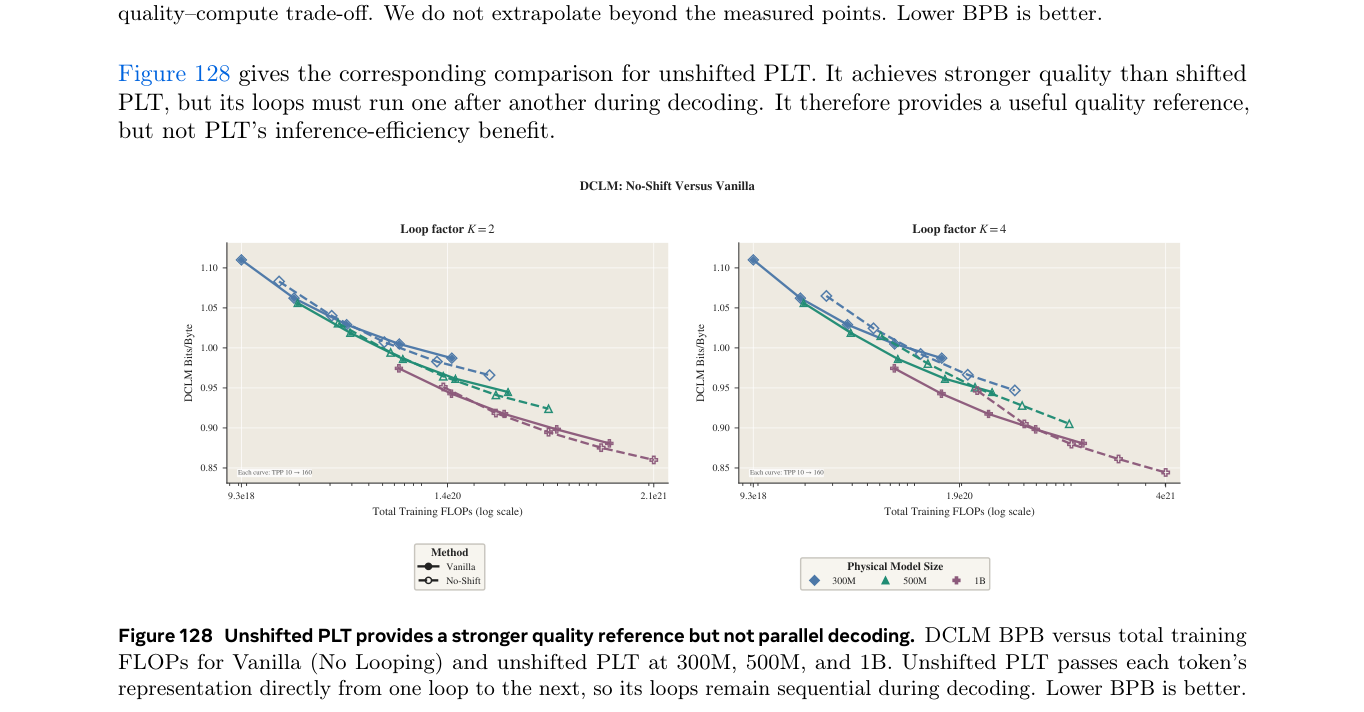 quality–compute trade-off. We do not extrapolate beyond the measured points. Lower BPB is better.
Figure 128 gives the corresponding comparison for unshifted PLT. It achieves stronger quality than shifted
PLT, but its loops must run one after another during decoding. It therefore provides a useful quality reference,
but not PLT's inference-efficiency benefit.
DCLM: No-Shift Versus Vanilla
Loop factor K = 2
DCLM Bits/Byte
1.10
1.05
1.00
0.95
0.90
0.85
Each curve: TPP 10 → 160
9.3e18
1.4e20
2.1e21
Total Training FLOPs (log scale)
Loop factor K = 4
DCLM Bits/Byte
1.10
1.05
1.00
0.95
0.90
0.85
Each curve: TPP 10 → 160
9.3e18
1.9e20
4e21
Total Training FLOPs (log scale)
Method
Vanilla
No-Shift
Physical Model Size
300M 500M 1B
Figure 128 Unshifted PLT provides a stronger quality reference but not parallel decoding. DCLM BPB versus total training
FLOPs for Vanilla (No Looping) and unshifted PLT at 300M, 500M, and 1B. Unshifted PLT passes each token's
representation directly from one loop to the next, so its loops remain sequential during decoding. Lower BPB is better.